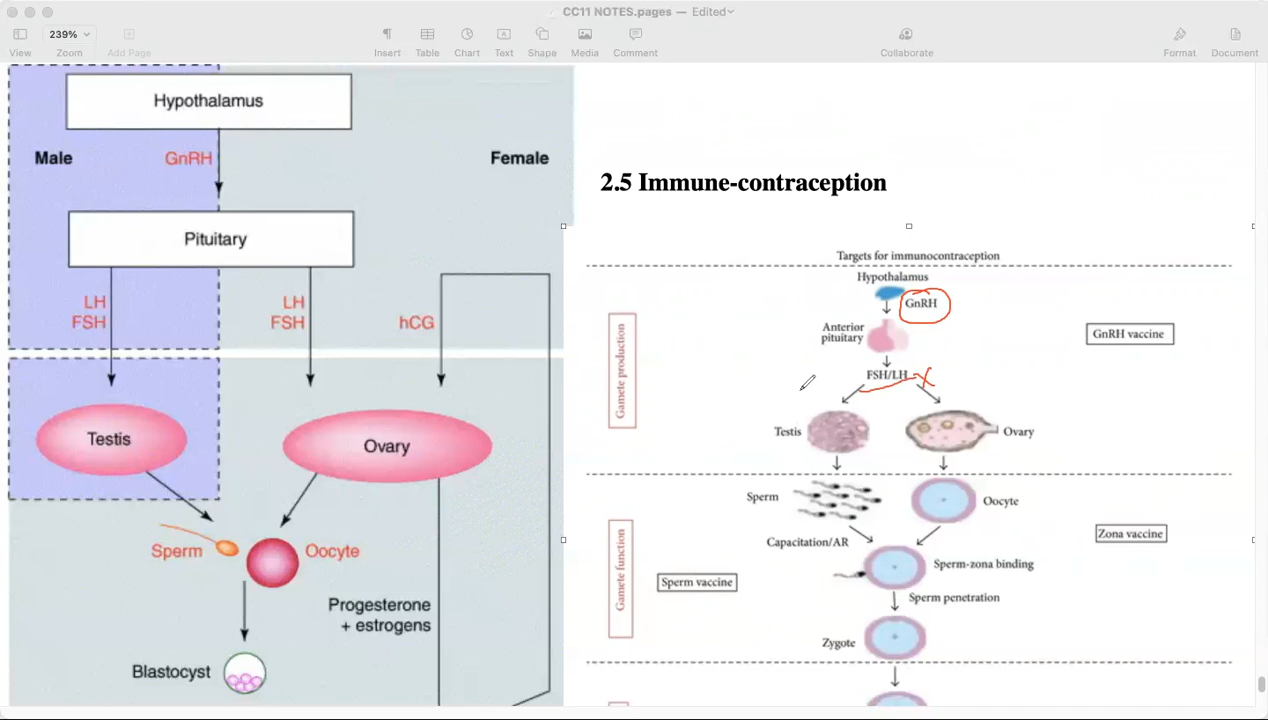 CC11 NOTES.pages — Edited
239%
View
Zoom
Add Page
Insert
Table
Chart
Text
Shape
Media
Comment
Collaborate
Format
Document
Hypothalamus
Male
GnRH
Female
Pituitary
LH
FSH
LH
FSH
hCG
Testis
Ovary
Sperm
Oocyte
Progesterone
+ estrogens
Blastocyst
2.5 Immune-contraception
Targets for immunocontraception
Hypothalamus
GnRH
Anterior
pituitary
GnRH vaccine
Gamete production
FSH/LH
Testis
Ovary
Sperm
Oocyte
Capacitation/AR
Zona vaccine
Gamete function
Sperm-zona binding
Sperm vaccine
Sperm penetration
Zygote